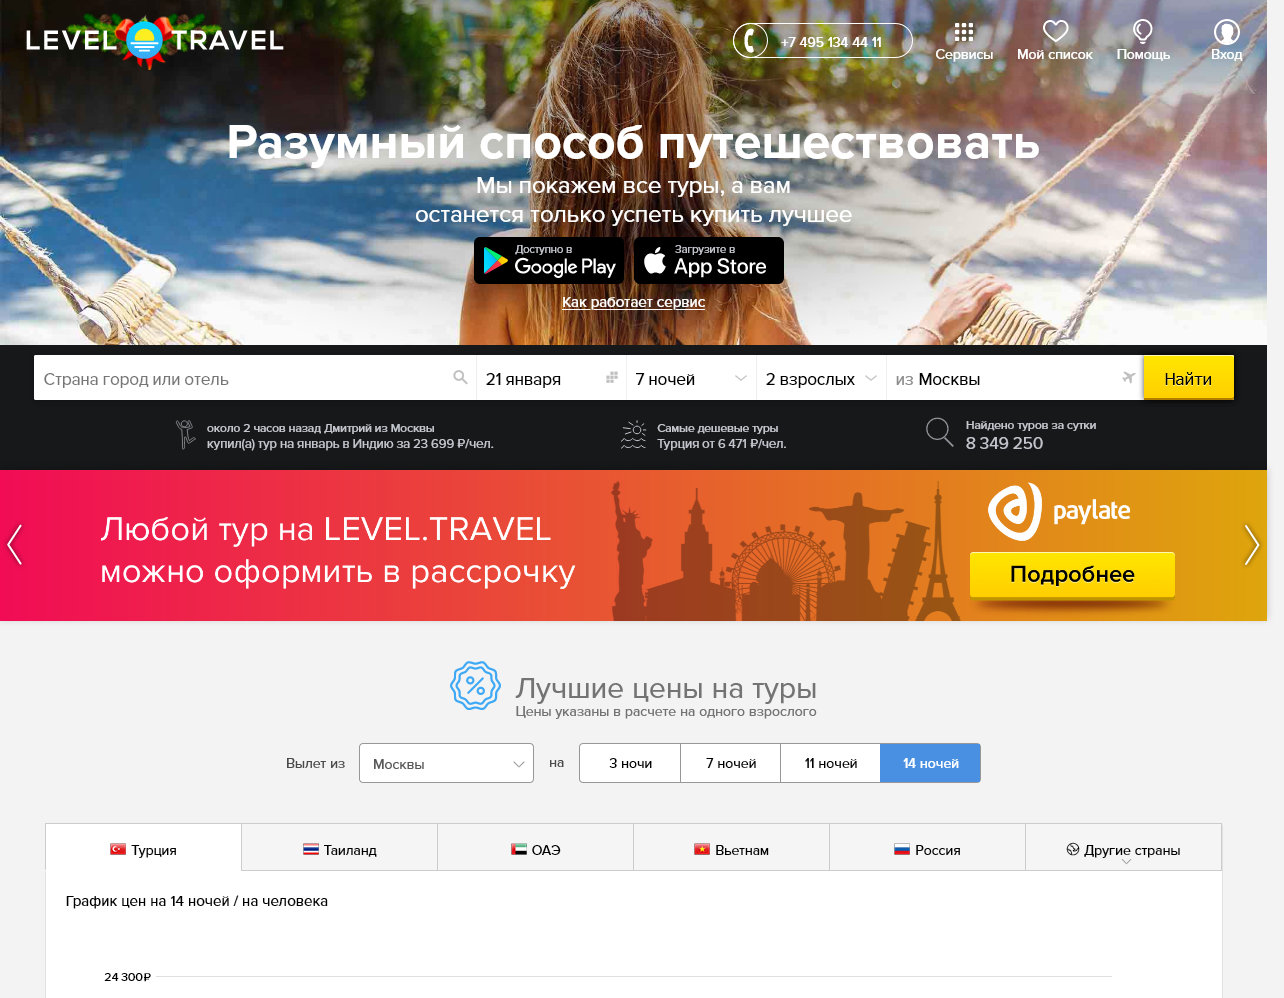 LEVEL TRAVEL
+7 495 134 44 11
Сервисы
Мой список
Помощь
Вход
Разумный способ путешествовать
Мы покажем все туры, а вам
останется только успеть купить лучшее
Доступно в
Google Play
Загрузите в
App Store
Как работает сервис
Страна город или отель
21 января
7 ночей
2 взрослых
из Москвы
Найти
около 2 часов назад Дмитрий из Москвы
купил(а) тур на январь в Индию за 23 699 ₽/чел.
Самые дешевые туры
Турция от 6 471 ₽/чел.
Найдено туров за сутки
8 349 250
Любой тур на LEVEL.TRAVEL
можно оформить в рассрочку
paylate
Подробнее
Лучшие цены на туры
Цены указаны в расчете на одного взрослого
Вылет из
Москвы
на
3 ночи
7 ночей
11 ночей
14 ночей
Турция
Таиланд
ОАЭ
Вьетнам
Россия
Другие страны
График цен на 14 ночей / на человека
24 300₽